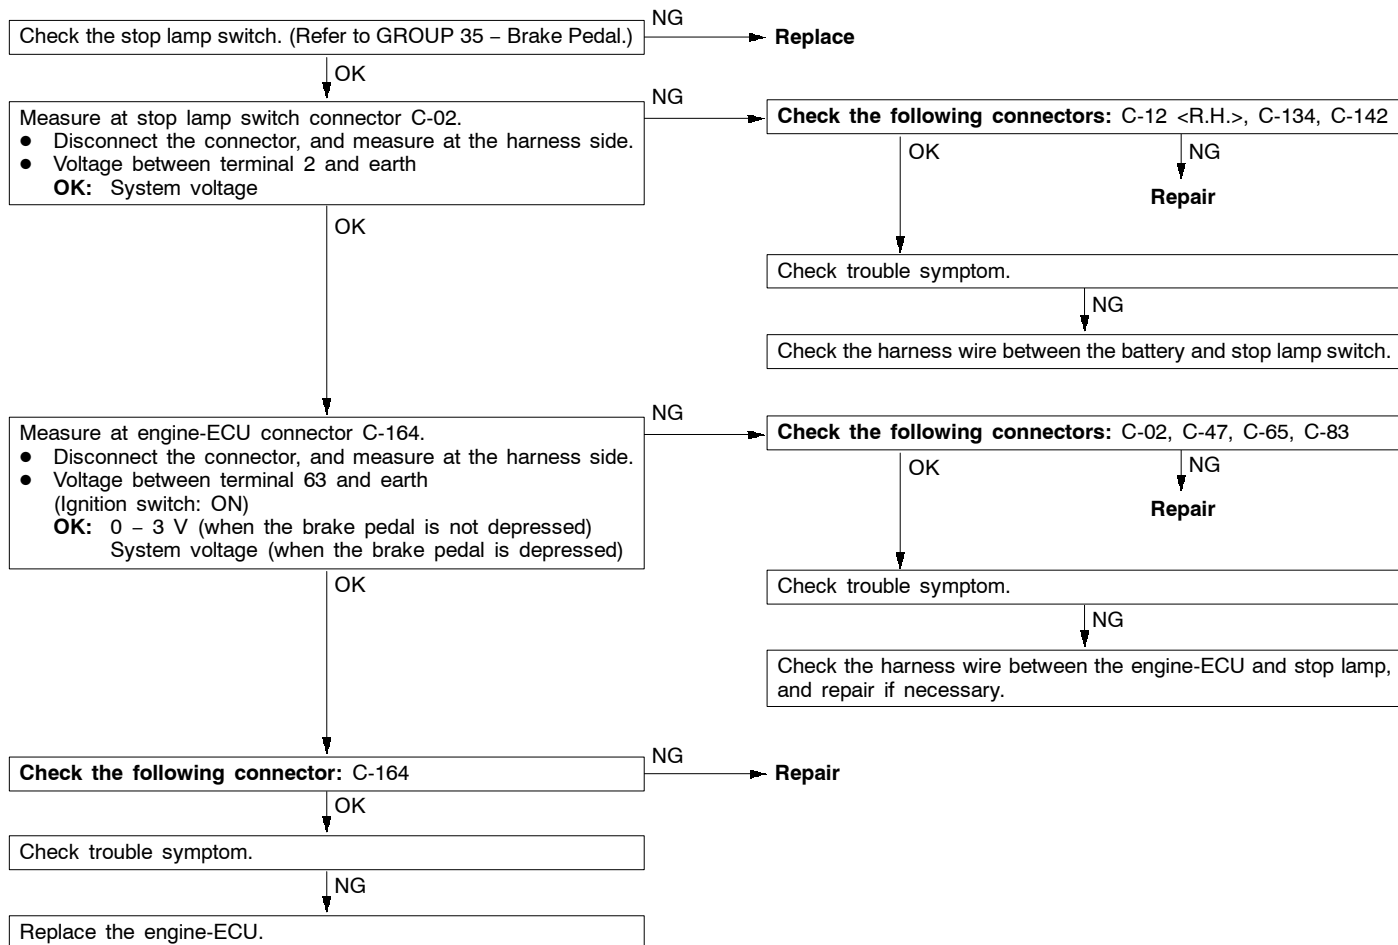 Check the stop lamp switch. (Refer to GROUP 35 – Brake Pedal.)
NG
Replace
OK
Measure at stop lamp switch connector C-02.
● Disconnect the connector, and measure at the harness side.
● Voltage between terminal 2 and earth
OK: System voltage
NG
Check the following connectors: C-12 <R.H.>, C-134, C-142
OK
NG
Repair
Check trouble symptom.
NG
Check the harness wire between the battery and stop lamp switch.
OK
Measure at engine-ECU connector C-164.
● Disconnect the connector, and measure at the harness side.
● Voltage between terminal 63 and earth
(Ignition switch: ON)
OK: 0 – 3 V (when the brake pedal is not depressed)
System voltage (when the brake pedal is depressed)
NG
Check the following connectors: C-02, C-47, C-65, C-83
OK
NG
Repair
Check trouble symptom.
NG
Check the harness wire between the engine-ECU and stop lamp,
and repair if necessary.
OK
Check the following connector: C-164
NG
Repair
OK
Check trouble symptom.
NG
Replace the engine-ECU.